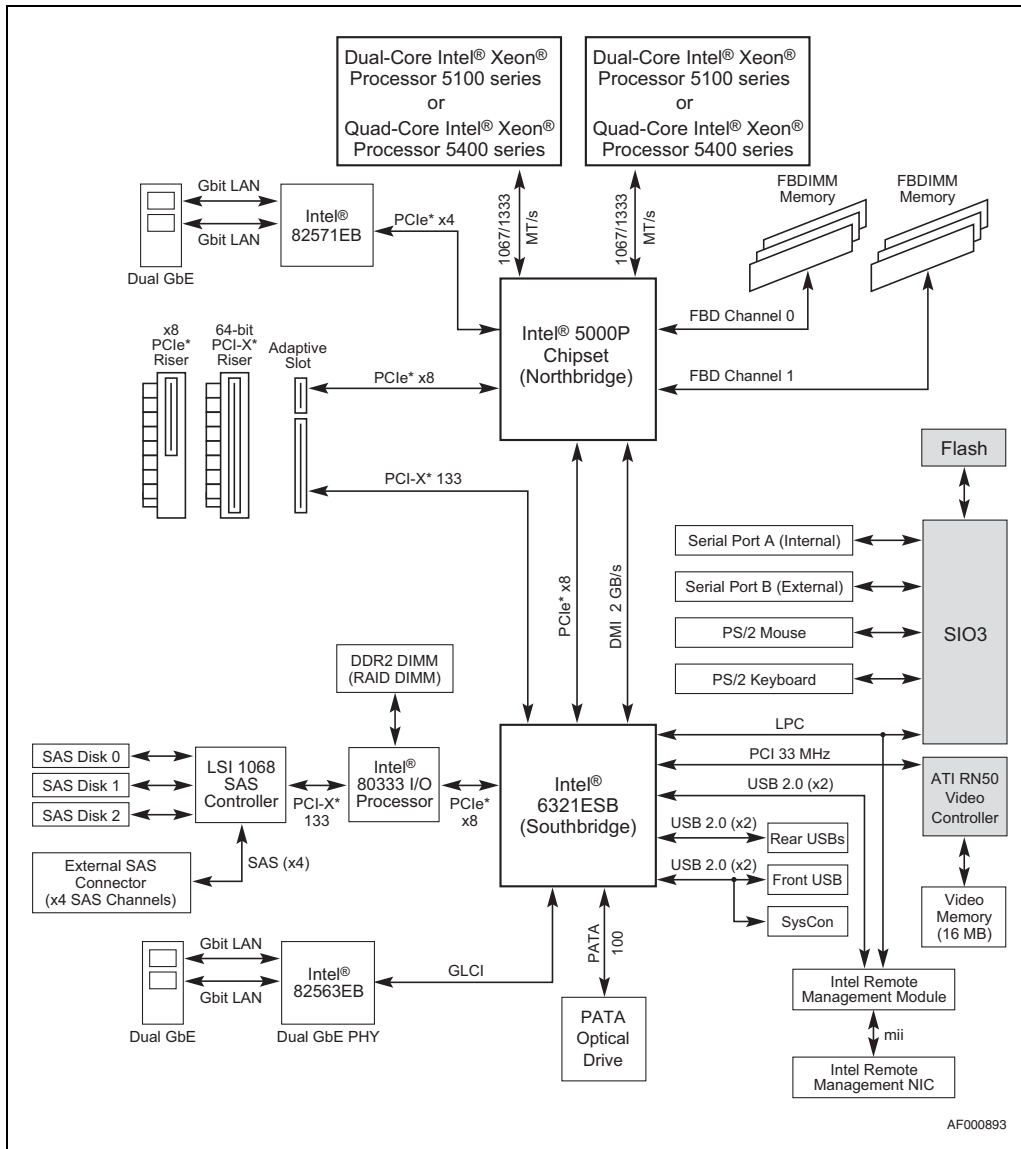 Dual-Core Intel® Xeon®
Processor 5100 series
or
Quad-Core Intel® Xeon®
Processor 5400 series
Dual-Core Intel® Xeon®
Processor 5100 series
or
Quad-Core Intel® Xeon®
Processor 5400 series
Gbit LAN
Gbit LAN
Dual GbE
Intel®
82571EB
PCIe* x4
1067/1333
MT/s
1067/1333
MT/s
FBDIMM
Memory
FBDIMM
Memory
x8
PCIe*
Riser
64-bit
PCI-X*
Riser
Adaptive
Slot
PCIe* x8
Intel® 5000P
Chipset
(Northbridge)
FBD Channel 0
FBD Channel 1
PCI-X* 133
PCIe* x8
DMI 2 GB/s
Flash
Serial Port A (Internal)
Serial Port B (External)
PS/2 Mouse
PS/2 Keyboard
SIO3
DDR2 DIMM
(RAID DIMM)
SAS Disk 0
SAS Disk 1
SAS Disk 2
LSI 1068
SAS
Controller
PCI-X*
133
Intel®
80333 I/O
Processor
PCIe*
x8
Intel®
6321ESB
(Southbridge)
LPC
PCI 33 MHz
USB 2.0 (x2)
USB 2.0 (x2)
Rear USBs
USB 2.0 (x2)
Front USB
SysCon
ATI RN50
Video
Controller
Video
Memory
(16 MB)
External SAS
Connector
(x4 SAS Channels)
SAS (x4)
Gbit LAN
Gbit LAN
Dual GbE
Intel®
82563EB
Dual GbE PHY
GLCI
PATA
100
PATA
Optical
Drive
Intel Remote
Management Module
mii
Intel Remote
Management NIC
AF000893